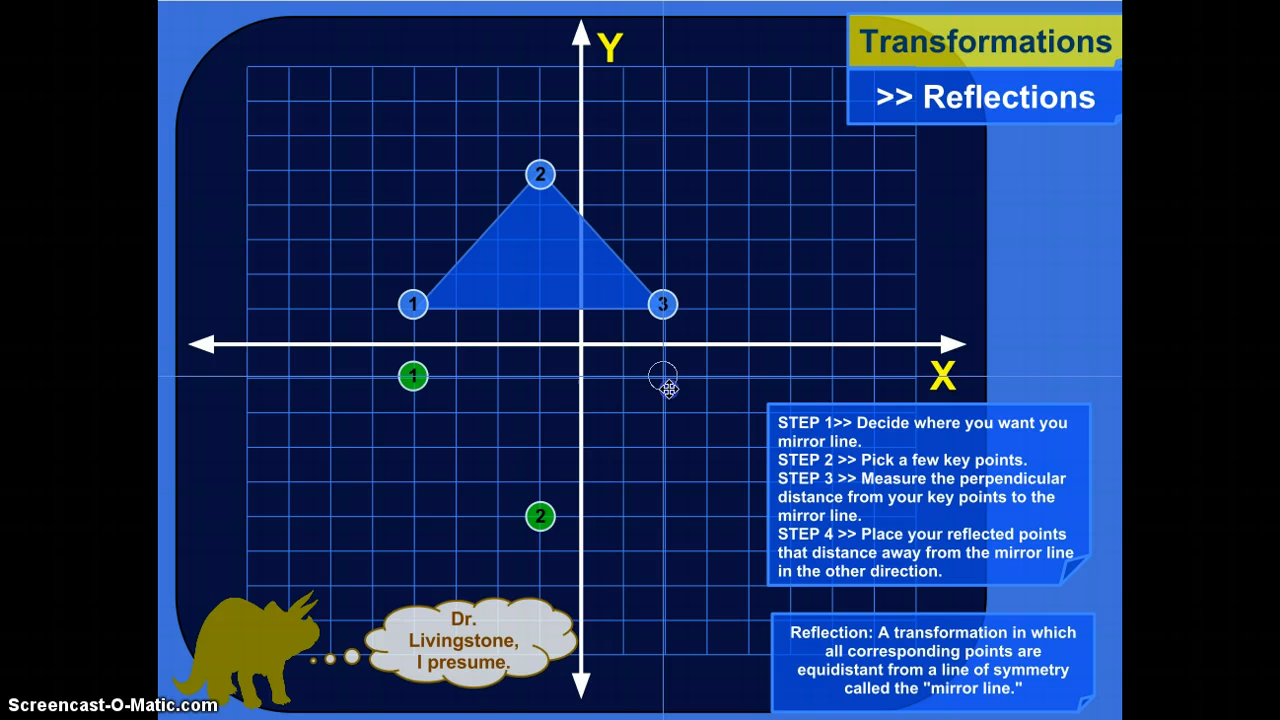 Y
Transformations
>> Reflections
2
1
3
1
X
2
STEP 1>> Decide where you want you
mirror line.
STEP 2 >> Pick a few key points.
STEP 3 >> Measure the perpendicular
distance from your key points to the
mirror line.
STEP 4 >> Place your reflected points
that distance away from the mirror line
in the other direction.
Dr.
Livingstone,
I presume.
Reflection: A transformation in which
all corresponding points are
equidistant from a line of symmetry
called the "mirror line."
Screencast-O-Matic.com